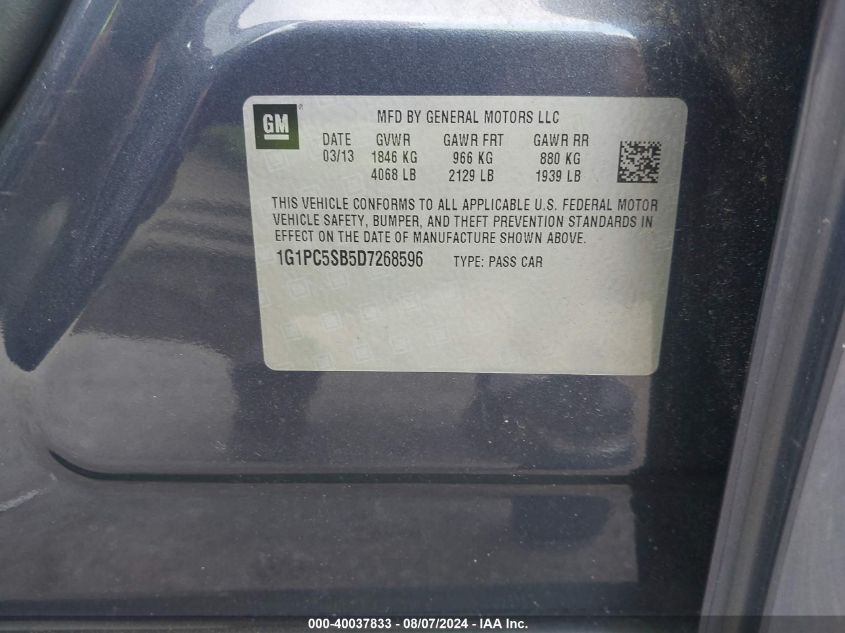 GM ®
MFD BY GENERAL MOTORS LLC
DATE GVWR GAWR FRT GAWR RR
03/13 1846 KG 966 KG 880 KG
4068 LB 2129 LB 1939 LB
THIS VEHICLE CONFORMS TO ALL APPLICABLE U.S. FEDERAL MOTOR
VEHICLE SAFETY, BUMPER, AND THEFT PREVENTION STANDARDS IN
EFFECT ON THE DATE OF MANUFACTURE SHOWN ABOVE.
1G1PC5SB5D7268596 TYPE: PASS CAR
000-40037833 - 08/07/2024 - IAA, Inc.